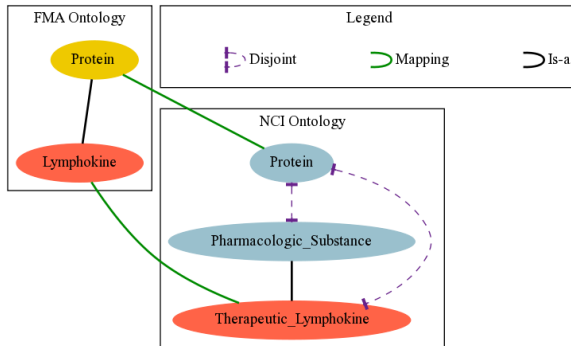 FMA Ontology
Protein
Lymphokine
Legend
Disjoint
Mapping
Is-a
NCI Ontology
Protein
Pharmacologic_Substance
Therapeutic_Lymphokine